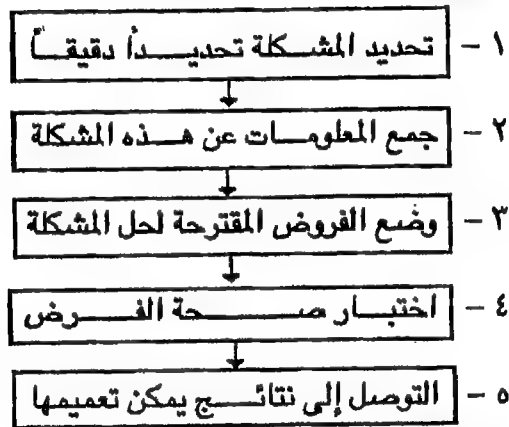 ١ - تحديد المشكلة تحديداً دقيقاً
٢ - جمع المعلومات عن هذه المشكلة
٣ - وضع الفروض المقترحة لحل المشكلة
٤ - اختبار صحة الفرض
٥ - التوصل إلى نتائج يمكن تعميمها